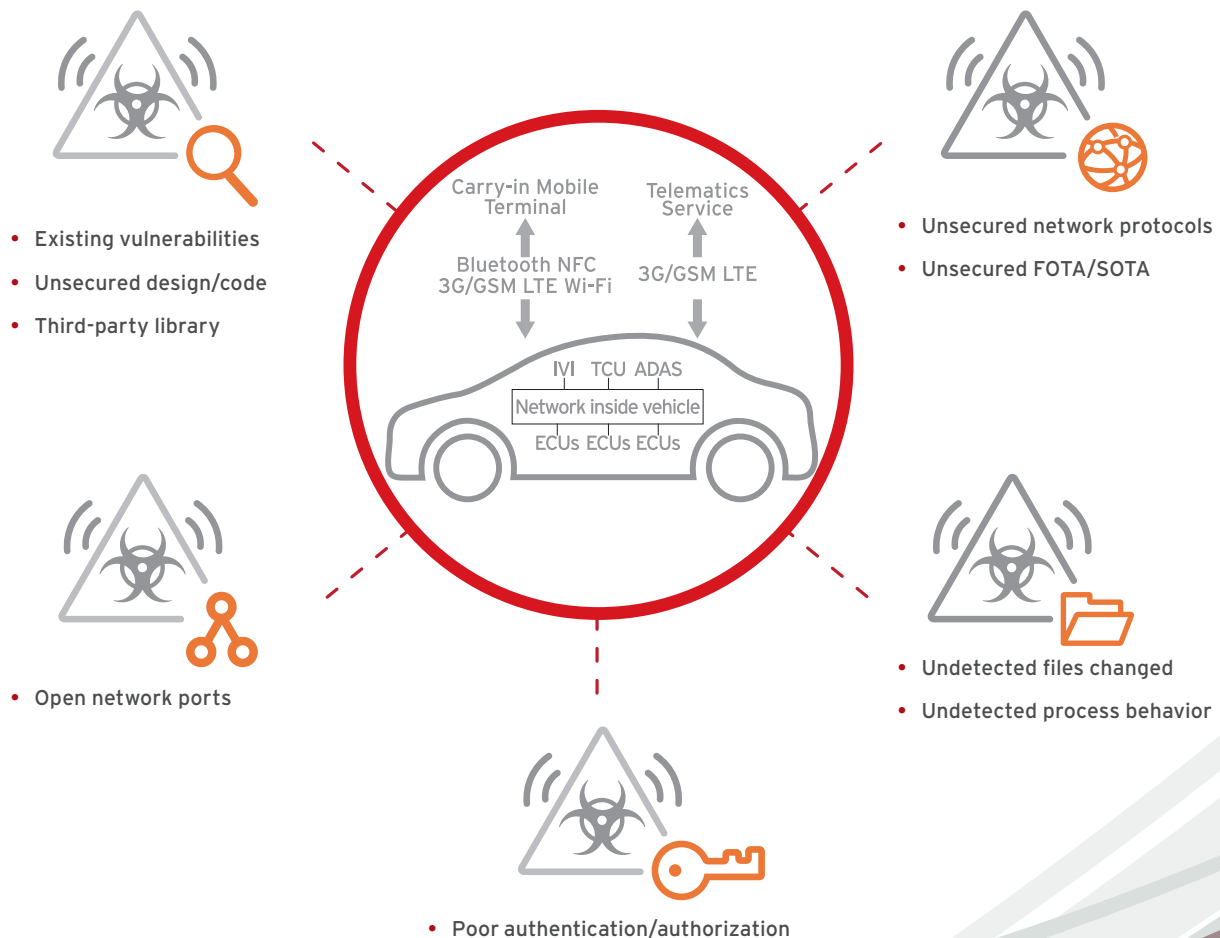 • Existing vulnerabilities
• Unsecured design/code
• Third-party library
Carry-in Mobile
Terminal
Bluetooth NFC
3G/GSM LTE Wi-Fi
Telematics
Service
3G/GSM LTE
IVI TCU ADAS
Network inside vehicle
ECUs ECUs ECUs
• Unsecured network protocols
• Unsecured FOTA/SOTA
• Open network ports
• Undetected files changed
• Undetected process behavior
• Poor authentication/authorization